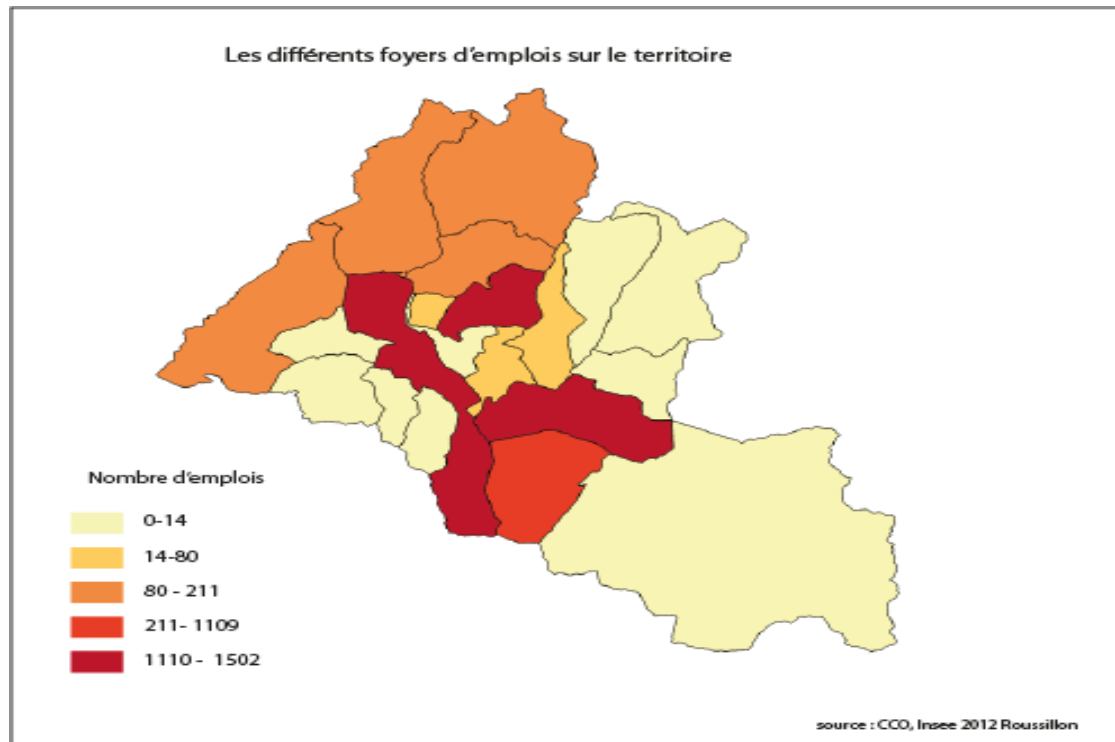 Les différents foyers d'emplois sur le territoire
Nombre d'emplois
0-14
14-80
80 - 211
211- 1109
1110 - 1502
source : CCO, Insee 2012 Roussillon